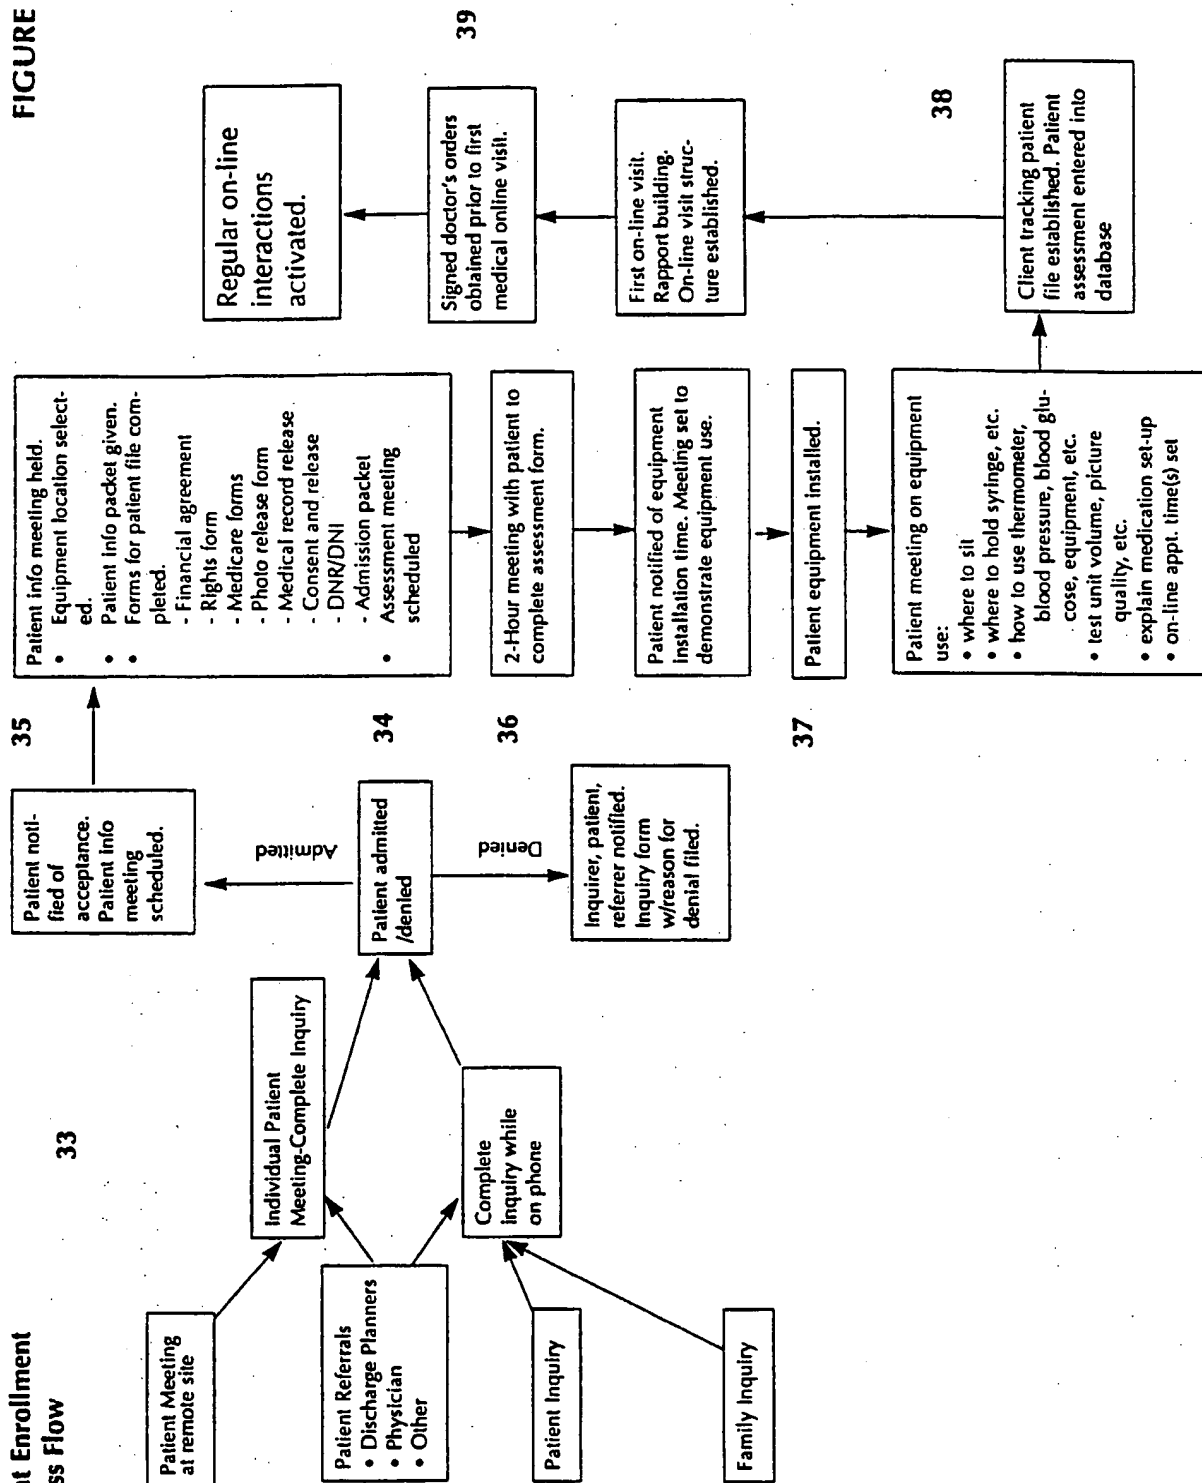 FIGURE
nt Enrollment
ss Flow
33
Patient Meeting
at remote site
Patient Referrals
• Discharge Planners
• Physician
• Other
Patient Inquiry
Family Inquiry
Individual Patient
Meeting-Complete Inquiry
Complete
inquiry while
on phone
34
Patient admitted
/denied
Admitted
Denied
35
Patient noti-
fied of
acceptance.
Patient info
meeting
scheduled.
36
Inquirer, patient,
referrer notified.
Inquiry form
w/reason for
denial filed.
Patient info meeting held.
• Equipment location select-
ed.
• Patient info packet given.
• Forms for patient file com-
pleted.
- Financial agreement
- Rights form
- Medicare forms
- Photo release form
- Medical record release
- Consent and release
- DNR/DNI
- Admission packet
• Assessment meeting
scheduled
2-Hour meeting with patient to
complete assessment form.
Patient notified of equipment
installation time. Meeting set to
demonstrate equipment use.
37
Patient equipment installed.
Patient meeting on equipment
use:
• where to sit
• where to hold syringe, etc.
• how to use thermometer,
blood pressure, blood glu-
cose, equipment, etc.
• test unit volume, picture
quality, etc.
• explain medication set-up
• on-line appt. time(s) set
38
Client tracking patient
file established. Patient
assessment entered into
database
First on-line visit.
Rapport building.
On-line visit struc-
ture established.
39
Signed doctor's orders
obtained prior to first
medical online visit.
Regular on-line
interactions
activated.